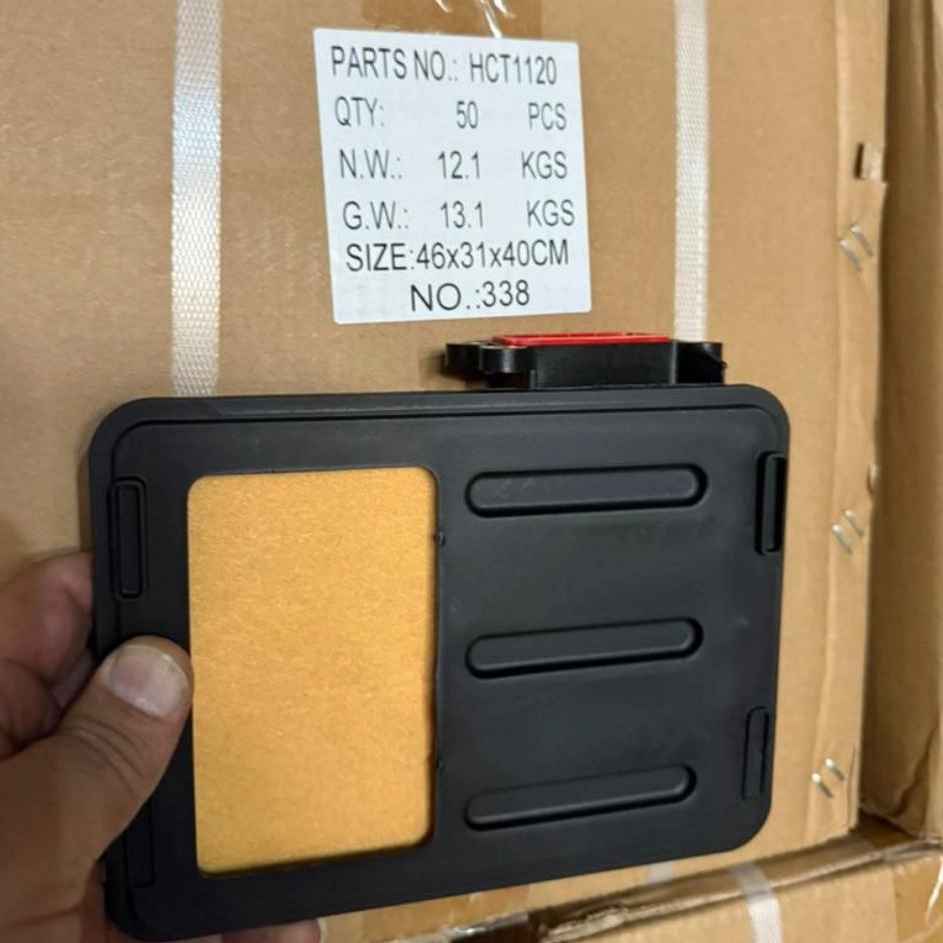 PARTS NO.: HCT1120
QTY: 50 PCS
N.W.: 12.1 KGS
G.W.: 13.1 KGS
SIZE:46x31x40CM
NO.:338